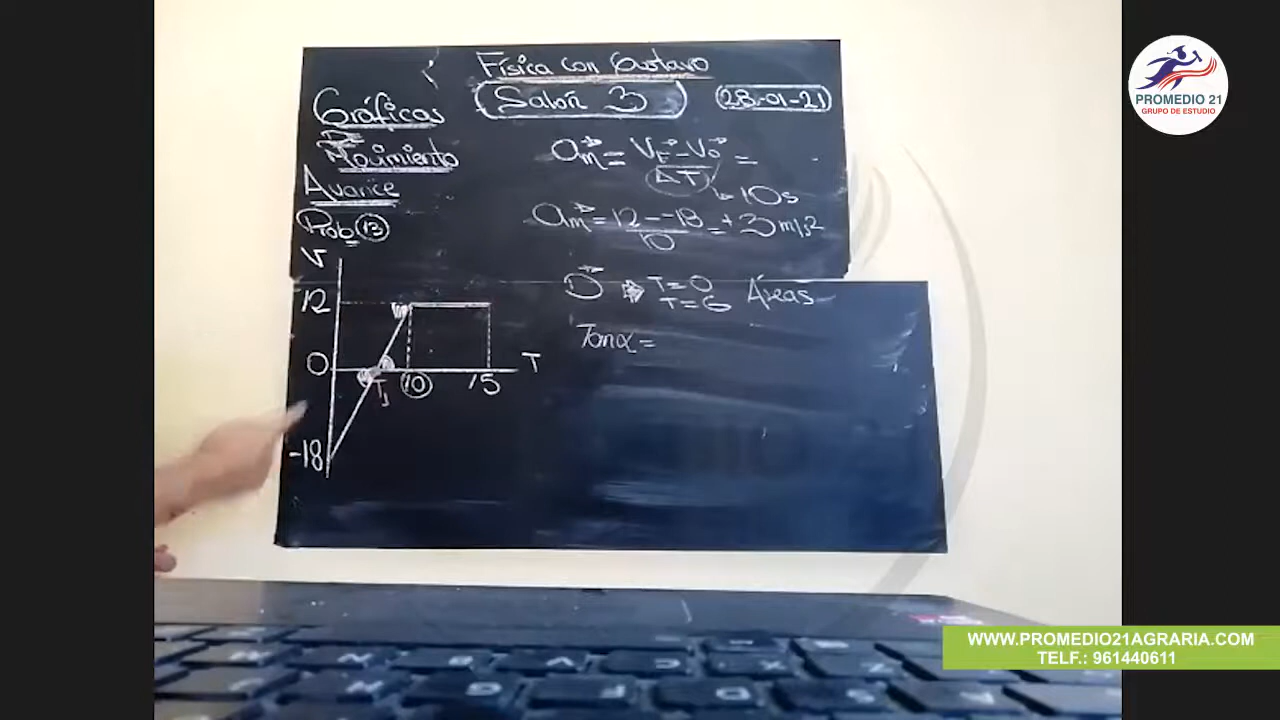 Física con Gustavo
Salón 3
28-01-21
Gráficas
De
Movimiento
Avance
Prob 13
am = VF - Vo / ΔT =
10s
am = 12 - -18 / 10 = +3 m/s²
V
12
0
-18
T1
10
15
T
D → T=0
T=6
Áreas
Tanα =
PROMEDIO 21
GRUPO DE ESTUDIO
WWW.PROMEDIO21AGRARIA.COM
TELF.: 961440611